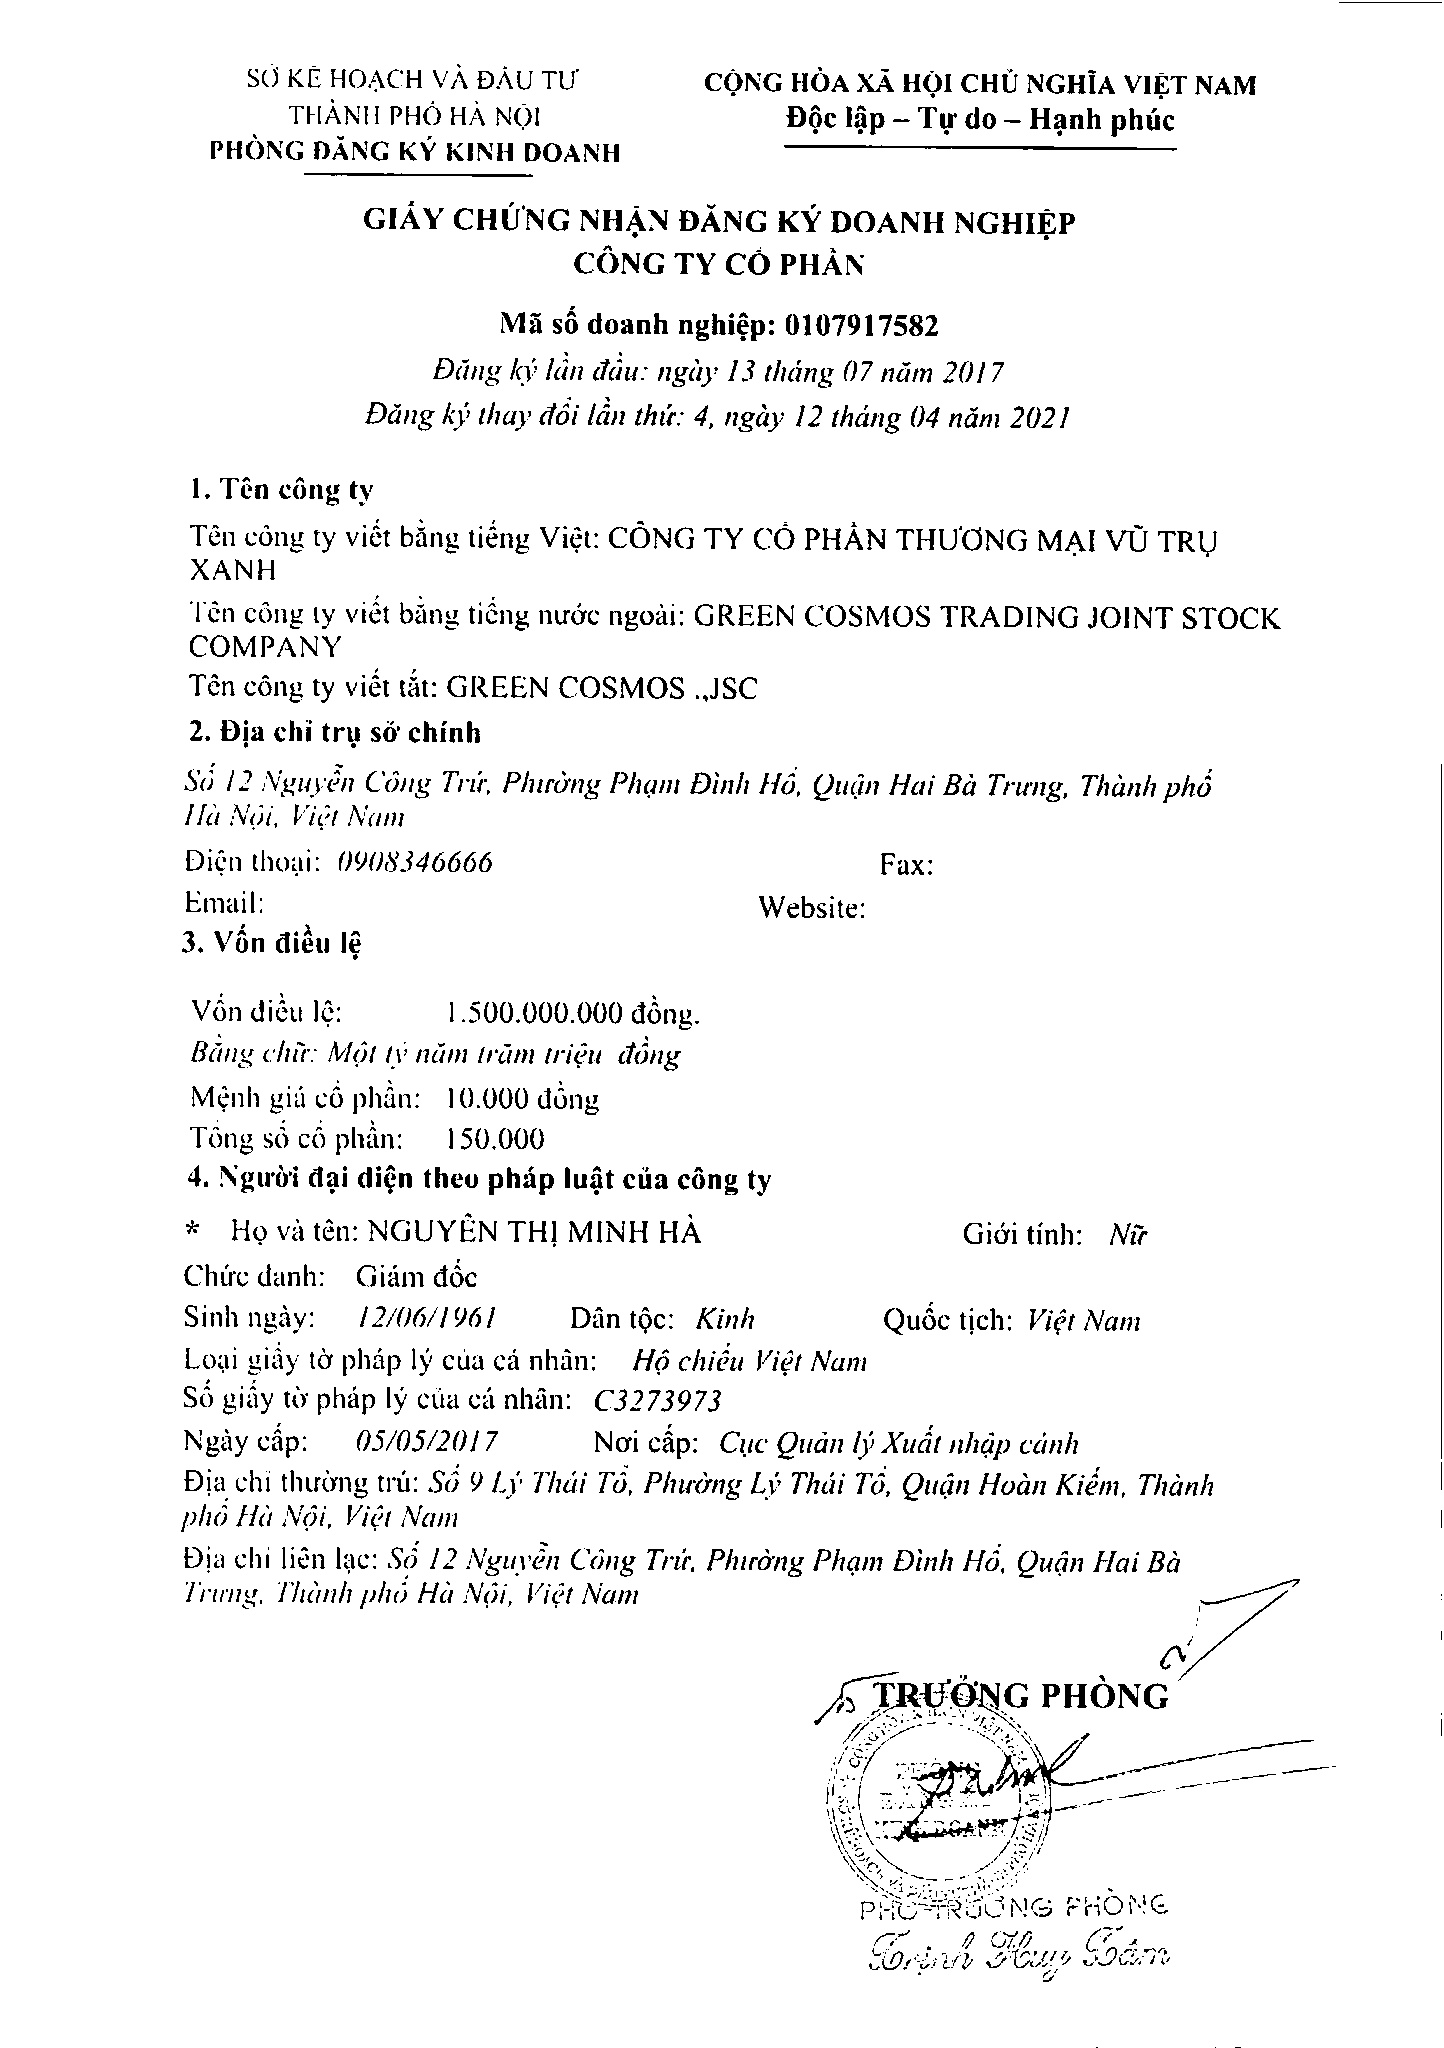 SỞ KẾ HOẠCH VÀ ĐẦU TƯ
THÀNH PHỐ HÀ NỘI
PHÒNG ĐĂNG KÝ KINH DOANH
CỘNG HÒA XÃ HỘI CHỦ NGHĨA VIỆT NAM
Độc lập – Tự do – Hạnh phúc
GIẤY CHỨNG NHẬN ĐĂNG KÝ DOANH NGHIỆP
CÔNG TY CỔ PHẦN
Mã số doanh nghiệp: 0107917582
Đăng ký lần đầu: ngày 13 tháng 07 năm 2017
Đăng ký thay đổi lần thứ: 4, ngày 12 tháng 04 năm 2021
1. Tên công ty
Tên công ty viết bằng tiếng Việt: CÔNG TY CỔ PHẦN THƯƠNG MẠI VŨ TRỤ
XANH
Tên công ty viết bằng tiếng nước ngoài: GREEN COSMOS TRADING JOINT STOCK
COMPANY
Tên công ty viết tắt: GREEN COSMOS .,JSC
2. Địa chỉ trụ sở chính
Số 12 Nguyễn Công Trứ, Phường Phạm Đình Hổ, Quận Hai Bà Trưng, Thành phố
Hà Nội, Việt Nam
Điện thoại: 0908346666 Fax:
Email: Website:
3. Vốn điều lệ
Vốn điều lệ: 1.500.000.000 đồng.
Bằng chữ: Một tỷ năm trăm triệu đồng
Mệnh giá cổ phần: 10.000 đồng
Tổng số cổ phần: 150.000
4. Người đại diện theo pháp luật của công ty
* Họ và tên: NGUYỄN THỊ MINH HÀ Giới tính: Nữ
Chức danh: Giám đốc
Sinh ngày: 12/06/1961 Dân tộc: Kinh Quốc tịch: Việt Nam
Loại giấy tờ pháp lý của cá nhân: Hộ chiếu Việt Nam
Số giấy tờ pháp lý của cá nhân: C3273973
Ngày cấp: 05/05/2017 Nơi cấp: Cục Quản lý Xuất nhập cảnh
Địa chỉ thường trú: Số 9 Lý Thái Tổ, Phường Lý Thái Tổ, Quận Hoàn Kiếm, Thành
phố Hà Nội, Việt Nam
Địa chỉ liên lạc: Số 12 Nguyễn Công Trứ, Phường Phạm Đình Hổ, Quận Hai Bà
Trưng, Thành phố Hà Nội, Việt Nam
TRƯỞNG PHÒNG
PHÓ TRƯỞNG PHÒNG
Trịnh Huy Tâm